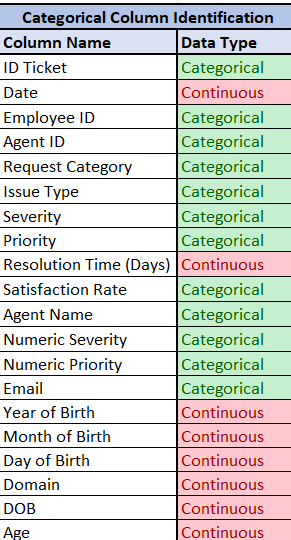 Categorical Column Identification
Column Name Data Type
ID Ticket Categorical
Date Continuous
Employee ID Categorical
Agent ID Categorical
Request Category Categorical
Issue Type Categorical
Severity Categorical
Priority Categorical
Resolution Time (Days) Continuous
Satisfaction Rate Categorical
Agent Name Categorical
Numeric Severity Categorical
Numeric Priority Categorical
Email Categorical
Year of Birth Continuous
Month of Birth Continuous
Day of Birth Continuous
Domain Continuous
DOB Continuous
Age Continuous